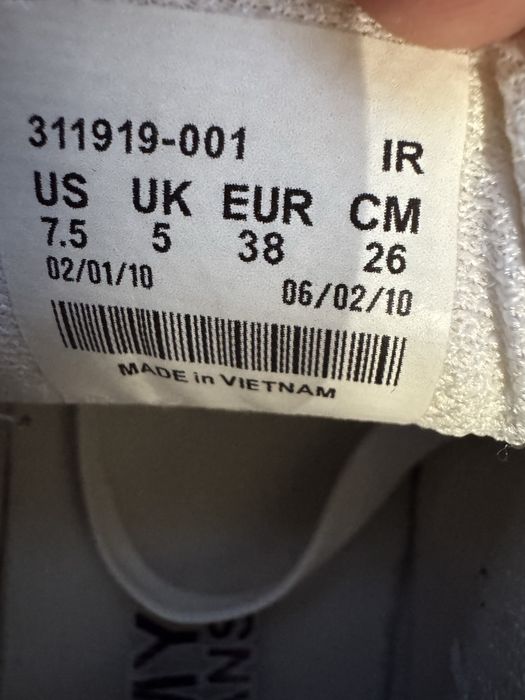 311919-001 IR
US UK EUR CM
7.5 5 38 26
02/01/10 06/02/10
MADE in VIETNAM